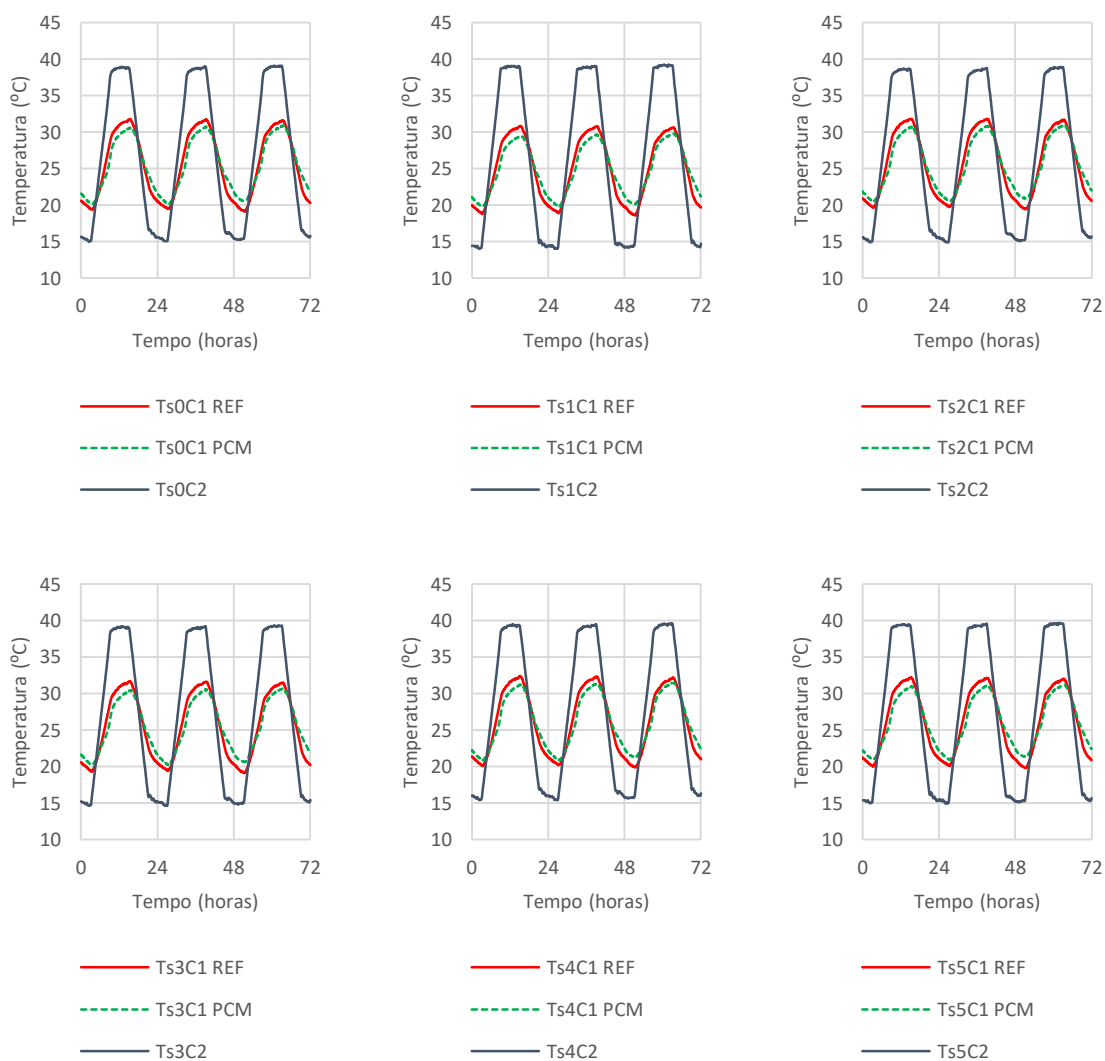 45
40
35
30
25
20
15
10
Temperatura (⁰C)
0 24 48 72
Tempo (horas)
Ts0C1 REF
Ts0C1 PCM
Ts0C2
45
40
35
30
25
20
15
10
Temperatura (⁰C)
0 24 48 72
Tempo (horas)
Ts1C1 REF
Ts1C1 PCM
Ts1C2
45
40
35
30
25
20
15
10
Temperatura (⁰C)
0 24 48 72
Tempo (horas)
Ts2C1 REF
Ts2C1 PCM
Ts2C2
45
40
35
30
25
20
15
10
Temperatura (⁰C)
0 24 48 72
Tempo (horas)
Ts3C1 REF
Ts3C1 PCM
Ts3C2
45
40
35
30
25
20
15
10
Temperatura (⁰C)
0 24 48 72
Tempo (horas)
Ts4C1 REF
Ts4C1 PCM
Ts4C2
45
40
35
30
25
20
15
10
Temperatura (⁰C)
0 24 48 72
Tempo (horas)
Ts5C1 REF
Ts5C1 PCM
Ts5C2